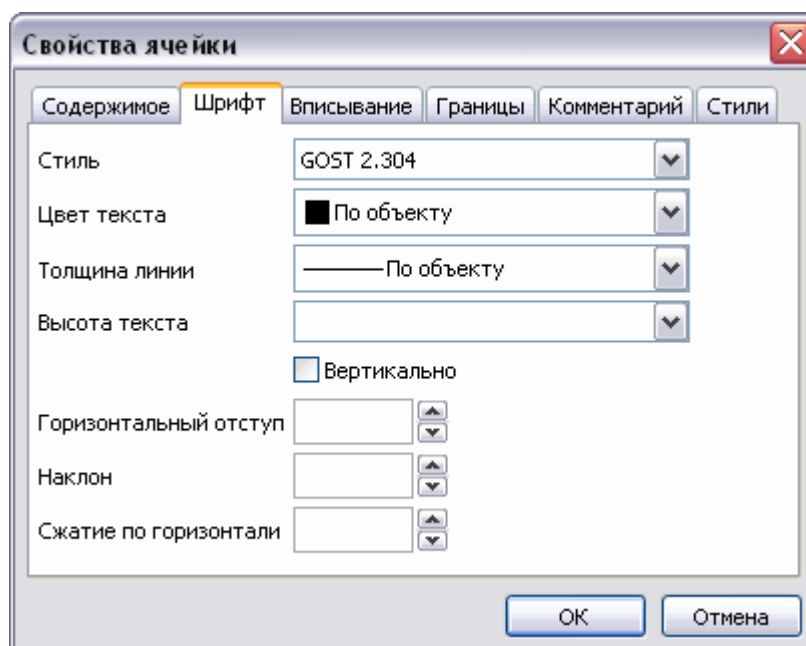 Свойства ячейки
Содержимое Шрифт Вписывание Границы Комментарий Стили
Стиль GOST 2.304
Цвет текста По объекту
Толщина линии По объекту
Высота текста
Вертикально
Горизонтальный отступ
Наклон
Сжатие по горизонтали
ОК Отмена